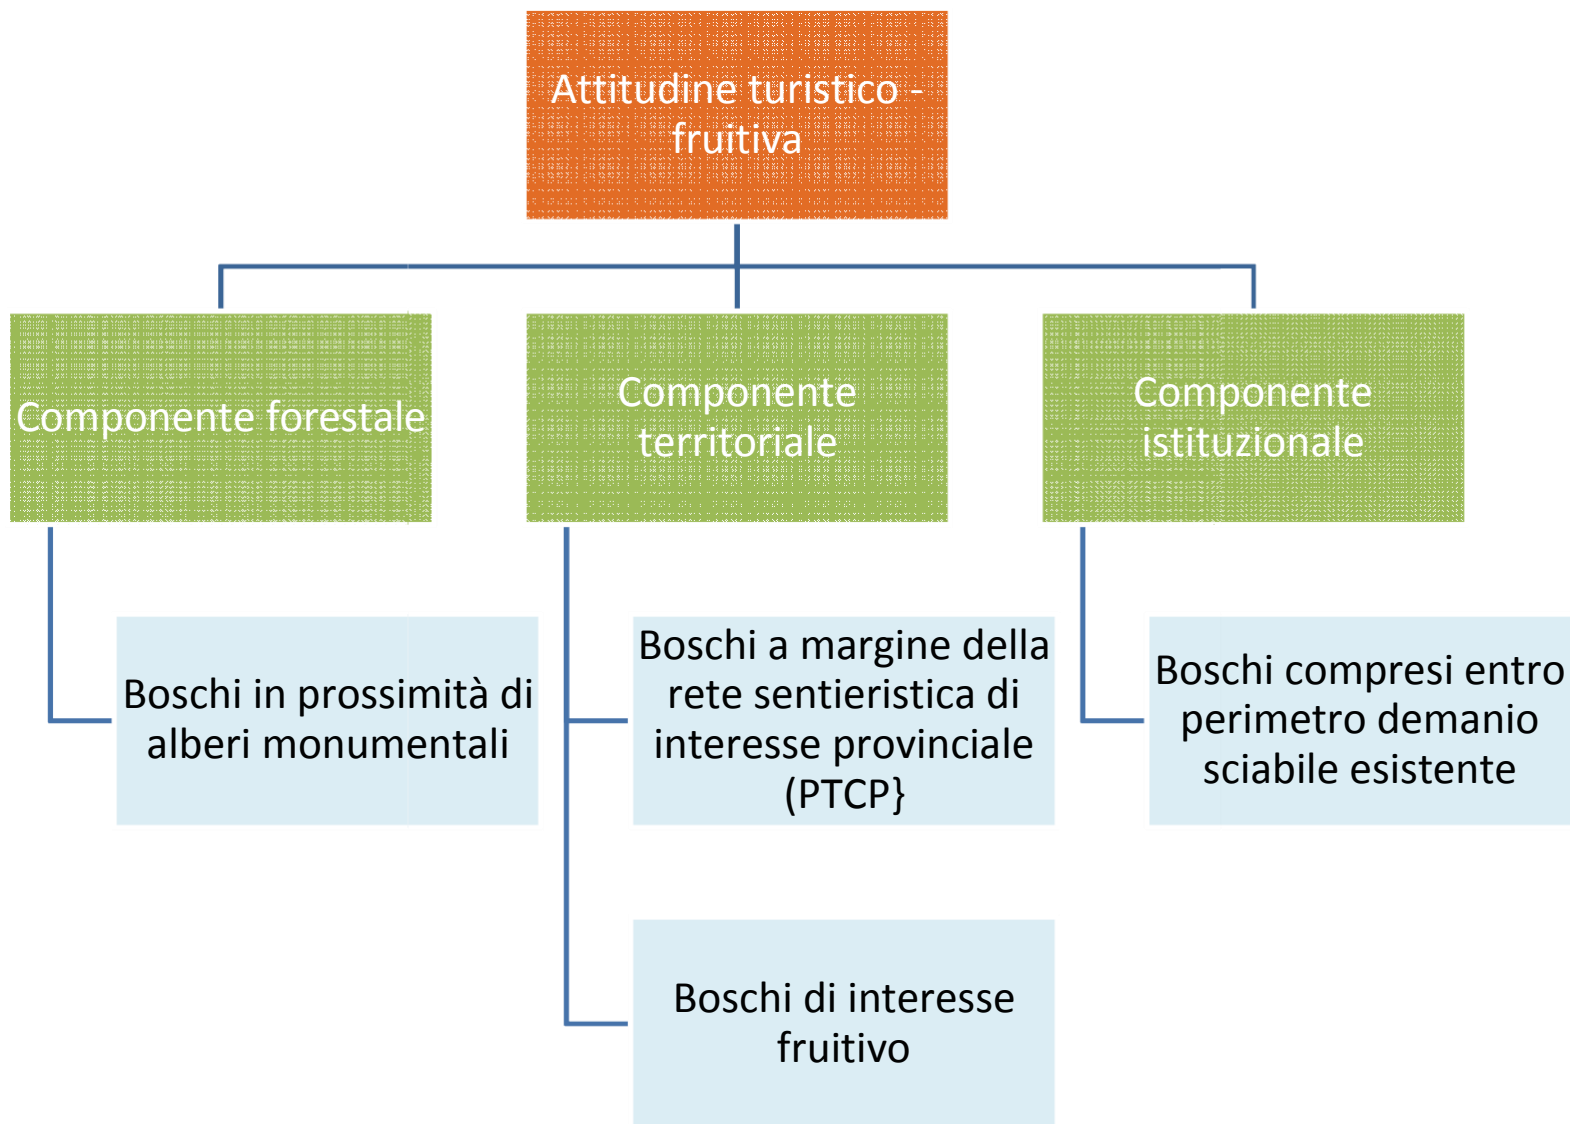 Attitudine turistico -
fruitiva
Componente forestale
Componente
territoriale
Componente
istituzionale
Boschi in prossimità di
alberi monumentali
Boschi a margine della
rete sentieristica di
interesse provinciale
(PTCP}
Boschi compresi entro
perimetro demanio
sciabile esistente
Boschi di interesse
fruitivo